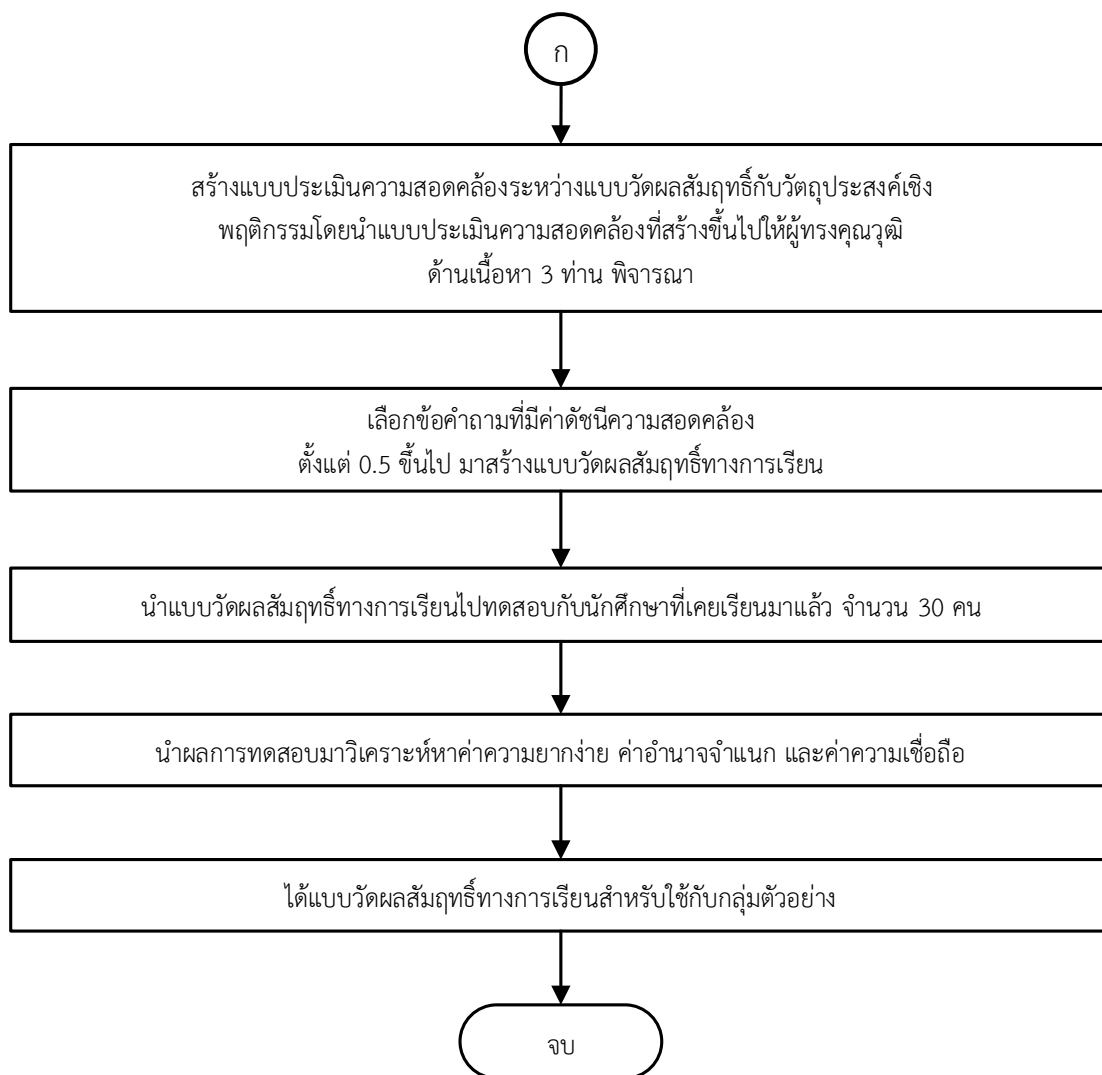 ก
สร้างแบบประเมินความสอดคล้องระหว่างแบบวัดผลสัมฤทธิ์กับวัตถุประสงค์เชิง
พฤติกรรมโดยนำแบบประเมินความสอดคล้องที่สร้างขึ้นไปให้ผู้ทรงคุณวุฒิ
ด้านเนื้อหา 3 ท่าน พิจารณา
เลือกข้อคำถามที่มีค่าดัชนีความสอดคล้อง
ตั้งแต่ 0.5 ขึ้นไป มาสร้างแบบวัดผลสัมฤทธิ์ทางการเรียน
นำแบบวัดผลสัมฤทธิ์ทางการเรียนไปทดสอบกับนักศึกษาที่เคยเรียนมาแล้ว จำนวน 30 คน
นำผลการทดสอบมาวิเคราะห์หาค่าความยากง่าย ค่าอำนาจจำแนก และค่าความเชื่อถือ
ได้แบบวัดผลสัมฤทธิ์ทางการเรียนสำหรับใช้กับกลุ่มตัวอย่าง
จบ